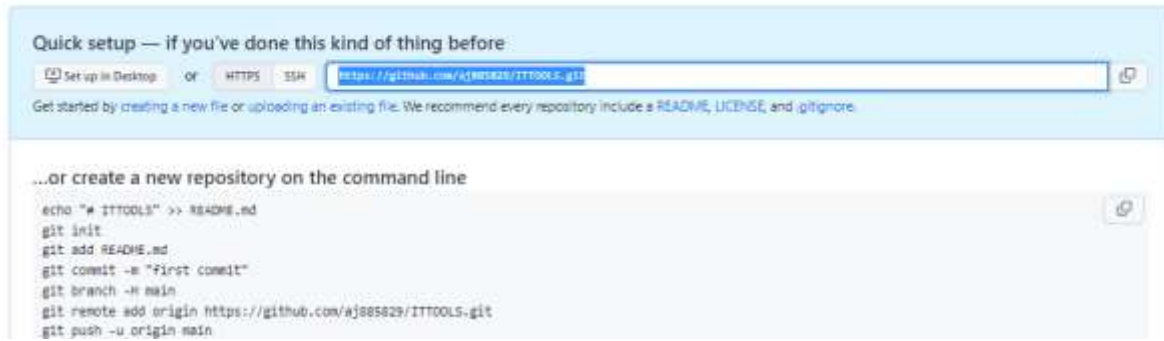 Quick setup — if you've done this kind of thing before
Set up in Desktop or HTTPS SSH https://github.com/aj885829/ITTOOLS.git
Get started by creating a new file or uploading an existing file. We recommend every repository include a README, LICENSE, and .gitignore.
...or create a new repository on the command line
echo "# ITTOOLS" >> README.md
git init
git add README.md
git commit -m "first commit"
git branch -M main
git remote add origin https://github.com/aj885829/ITTOOLS.git
git push -u origin main